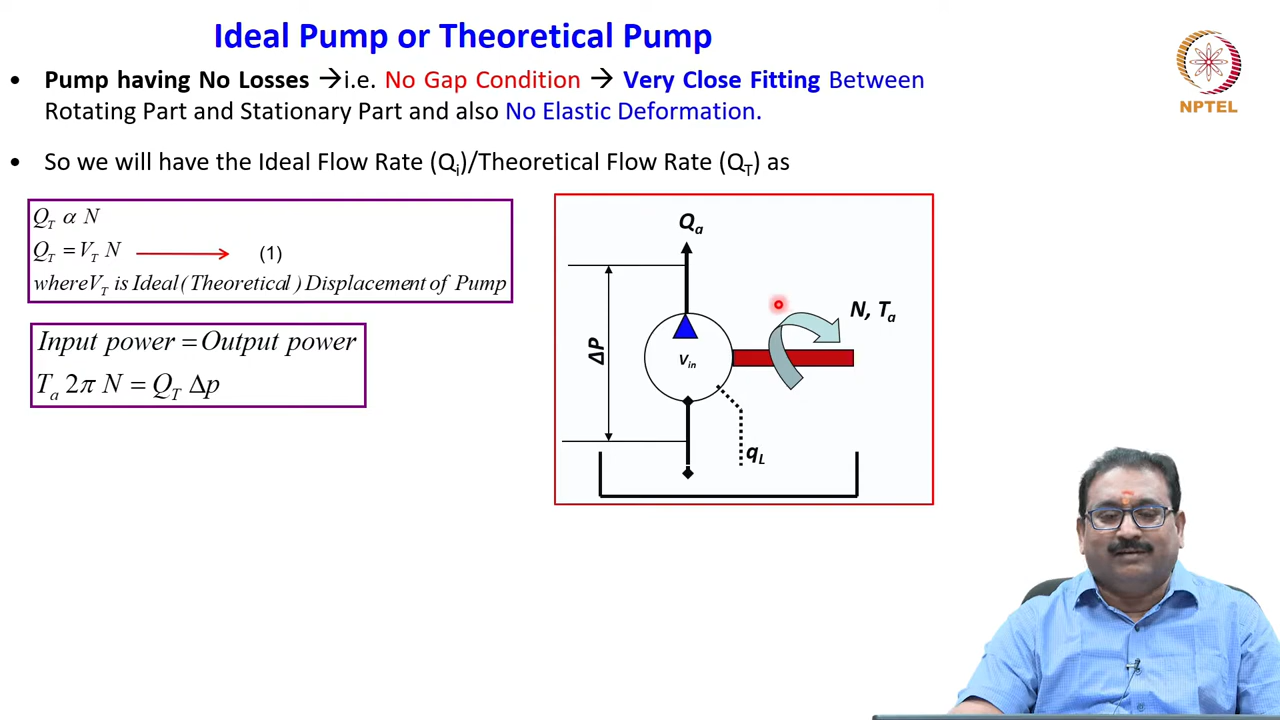 Ideal Pump or Theoretical Pump
• Pump having No Losses →i.e. No Gap Condition → Very Close Fitting Between
Rotating Part and Stationary Part and also No Elastic Deformation.
• So we will have the Ideal Flow Rate (Qi)/Theoretical Flow Rate (QT) as
QT α N
QT = VT N (1)
where VT is Ideal (Theoretical) Displacement of Pump
Input power = Output power
Ta 2π N = QT Δp
Qa
ΔP
Vin
N, Ta
qL
NPTEL